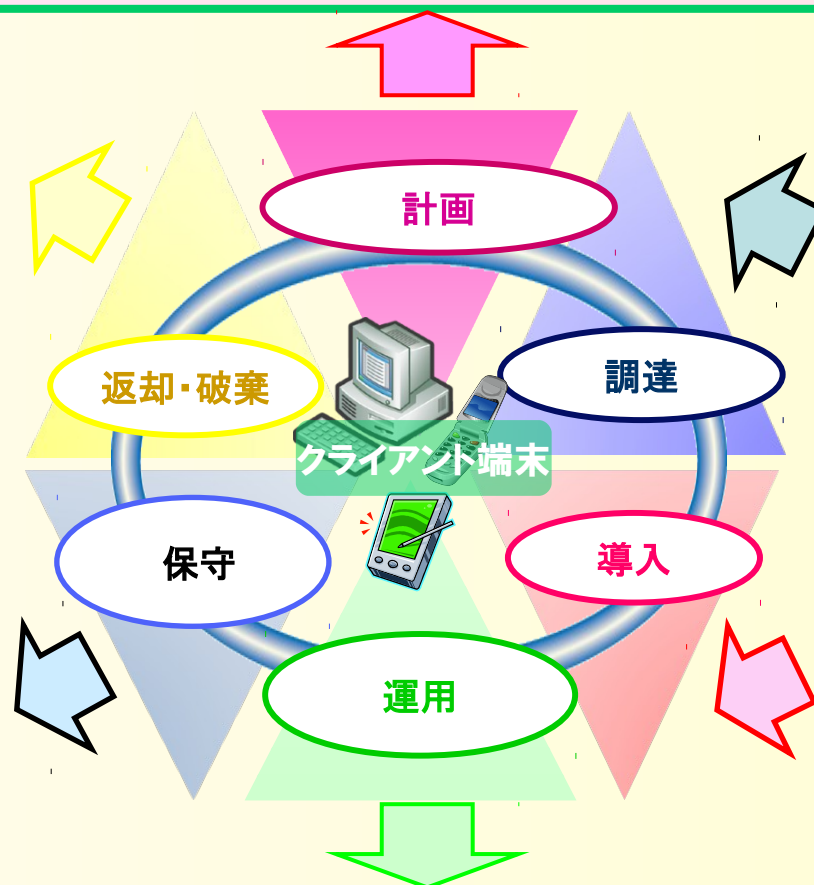 計画
返却・破棄
調達
クライアント端末
保守
導入
運用